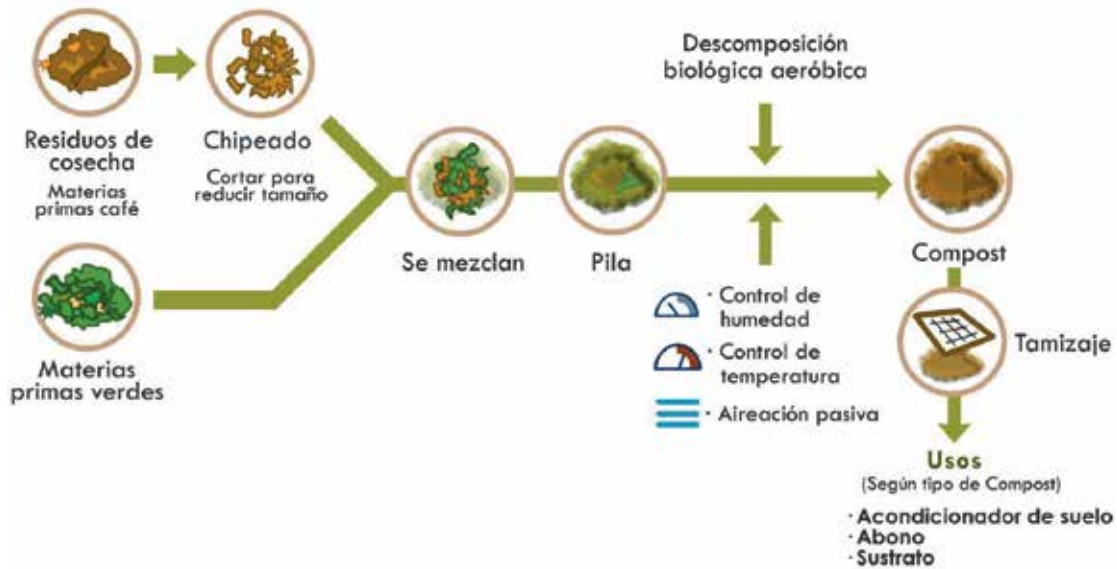 Residuos de
cosecha
Materias
primas café
Chipeado
Cortar para
reducir tamaño
Materias
primas verdes
Se mezclan
Pila
Descomposición
biológica aeróbica
· Control de
humedad
· Control de
temperatura
· Aireación pasiva
Compost
Tamizaje
Usos
(Según tipo de Compost)
· Acondicionador de suelo
· Abono
· Sustrato